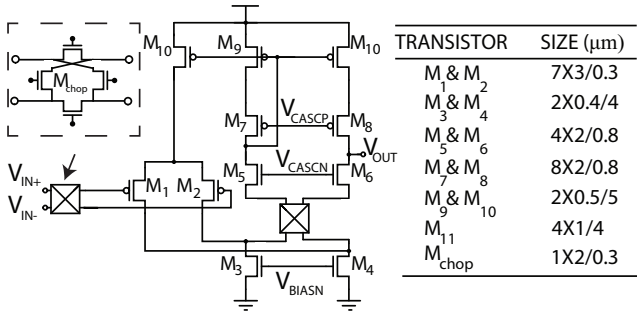 M10 M9 M10
Mchop
M7 VCASCP M8
VOUT
M5 VCASCN M6
VIN+
VIN-
M1 M2
M3 M4
VBIASN
TRANSISTOR SIZE (μm)
M1 & M2 7X3/0.3
M3 & M4 2X0.4/4
M5 & M6 4X2/0.8
M7 & M8 8X2/0.8
M9 & M10 2X0.5/5
M11 4X1/4
Mchop 1X2/0.3